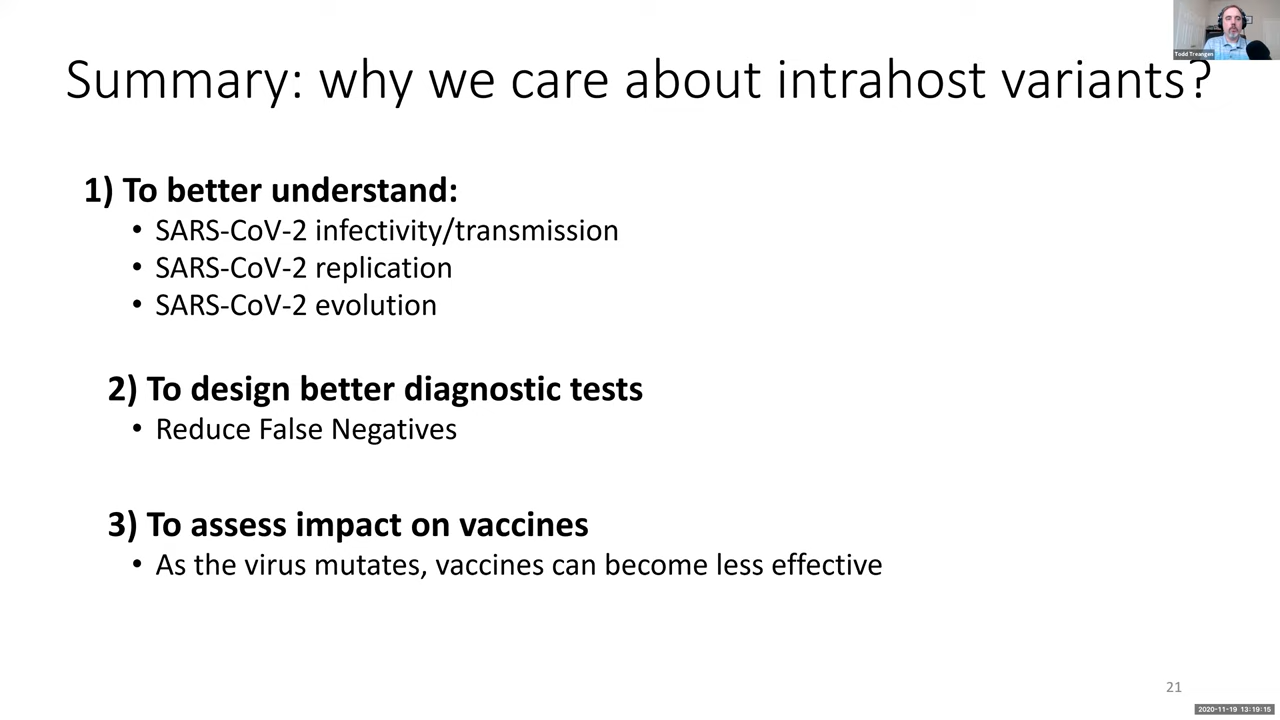 Todd Treangen
Summary: why we care about intrahost variants?
1) To better understand:
• SARS-CoV-2 infectivity/transmission
• SARS-CoV-2 replication
• SARS-CoV-2 evolution
2) To design better diagnostic tests
• Reduce False Negatives
3) To assess impact on vaccines
• As the virus mutates, vaccines can become less effective
21
2020-11-19 13:19:15